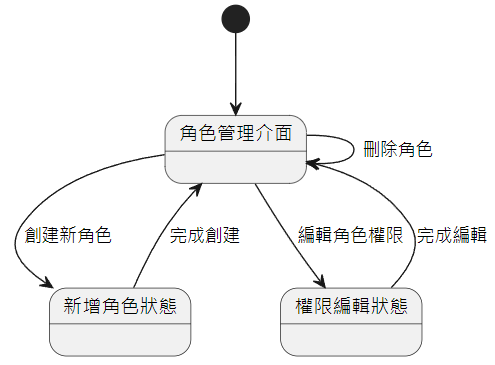 角色管理介面
刪除角色
創建新角色
完成創建
編輯角色權限
完成編輯
新增角色狀態
權限編輯狀態